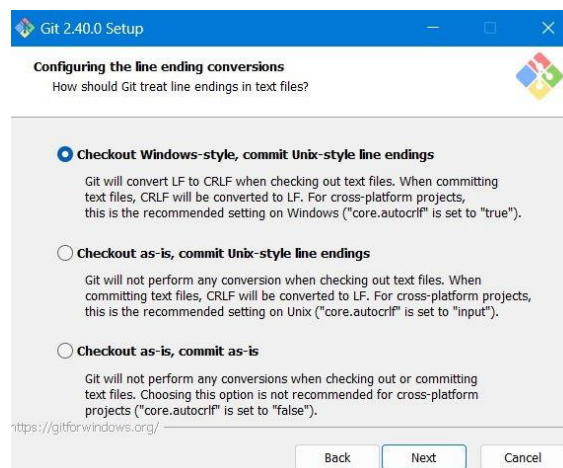 Git 2.40.0 Setup
Configuring the line ending conversions
How should Git treat line endings in text files?
Checkout Windows-style, commit Unix-style line endings
Git will convert LF to CRLF when checking out text files. When committing
text files, CRLF will be converted to LF. For cross-platform projects,
this is the recommended setting on Windows ("core.autocrlf" is set to "true").
Checkout as-is, commit Unix-style line endings
Git will not perform any conversion when checking out text files. When
committing text files, CRLF will be converted to LF. For cross-platform projects,
this is the recommended setting on Unix ("core.autocrlf" is set to "input").
Checkout as-is, commit as-is
Git will not perform any conversions when checking out or committing
text files. Choosing this option is not recommended for cross-platform
projects ("core.autocrlf" is set to "false").
https://gitforwindows.org/
Back Next Cancel